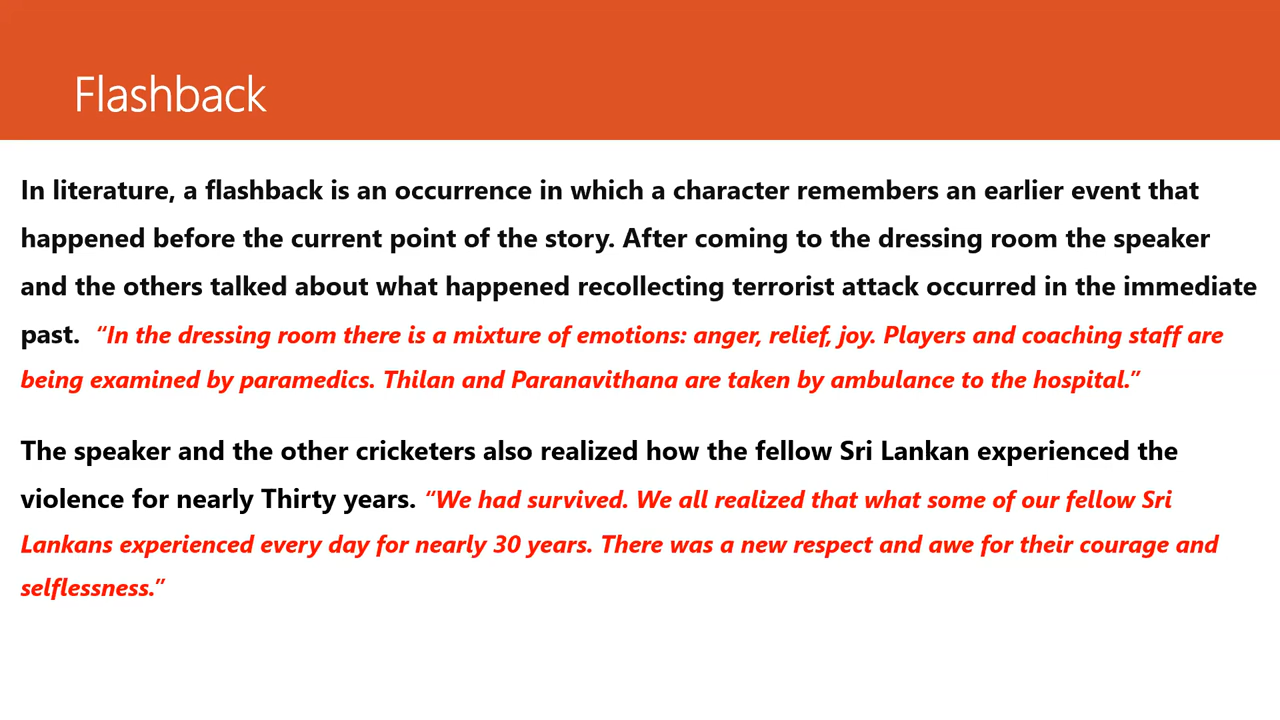 Flashback
In literature, a flashback is an occurrence in which a character remembers an earlier event that
happened before the current point of the story. After coming to the dressing room the speaker
and the others talked about what happened recollecting terrorist attack occurred in the immediate
past. “In the dressing room there is a mixture of emotions: anger, relief, joy. Players and coaching staff are
being examined by paramedics. Thilan and Paranavithana are taken by ambulance to the hospital.”
The speaker and the other cricketers also realized how the fellow Sri Lankan experienced the
violence for nearly Thirty years. “We had survived. We all realized that what some of our fellow Sri
Lankans experienced every day for nearly 30 years. There was a new respect and awe for their courage and
selflessness.”